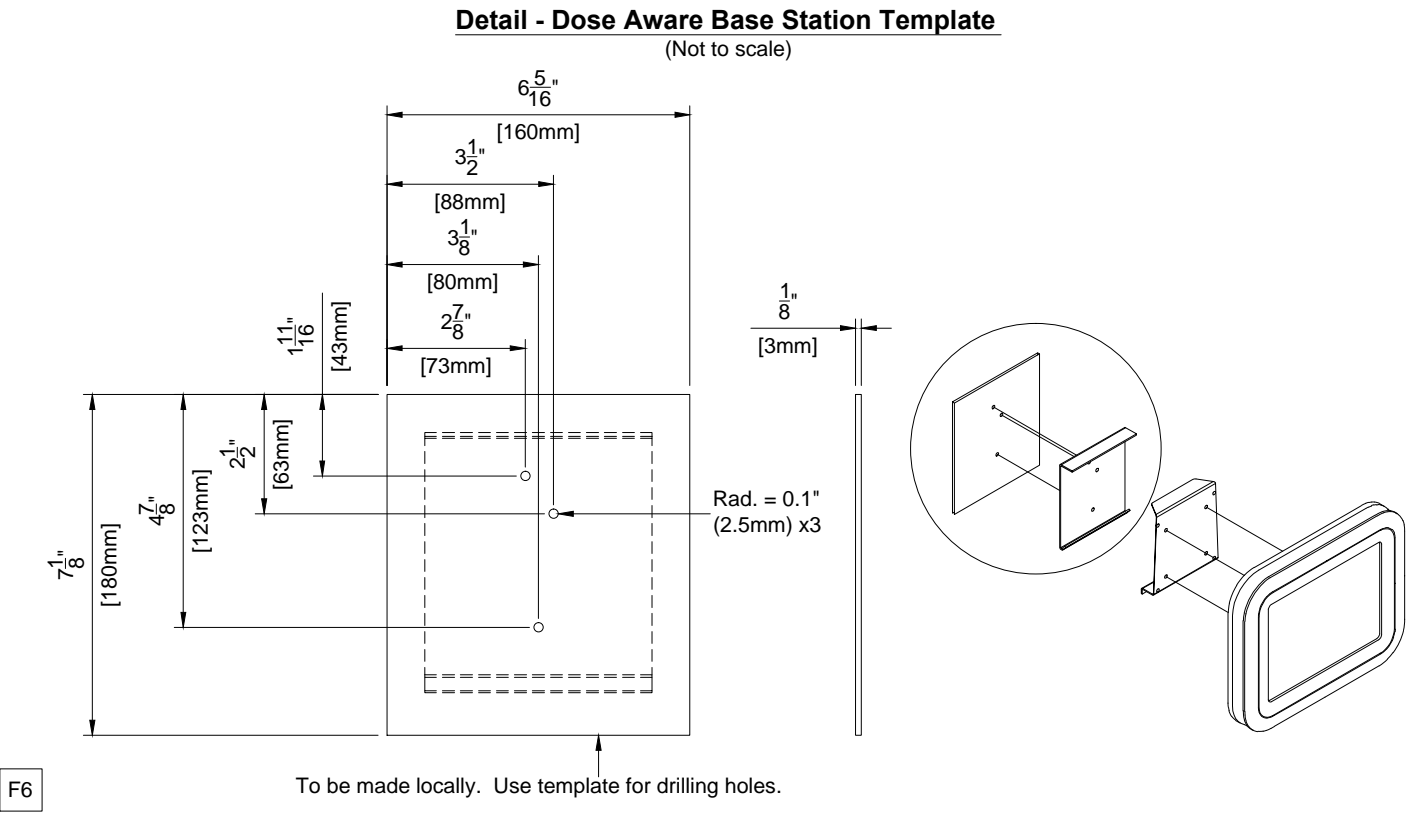 Detail - Dose Aware Base Station Template
(Not to scale)
6 5/16"
[160mm]
3 1/2"
[88mm]
3 1/8"
[80mm]
2 7/8"
[73mm]
1 11/16"
[43mm]
2 1/2"
[63mm]
4 7/8"
[123mm]
7 1/8"
[180mm]
1/8"
[3mm]
Rad. = 0.1"
(2.5mm) x3
To be made locally.  Use template for drilling holes.
F6